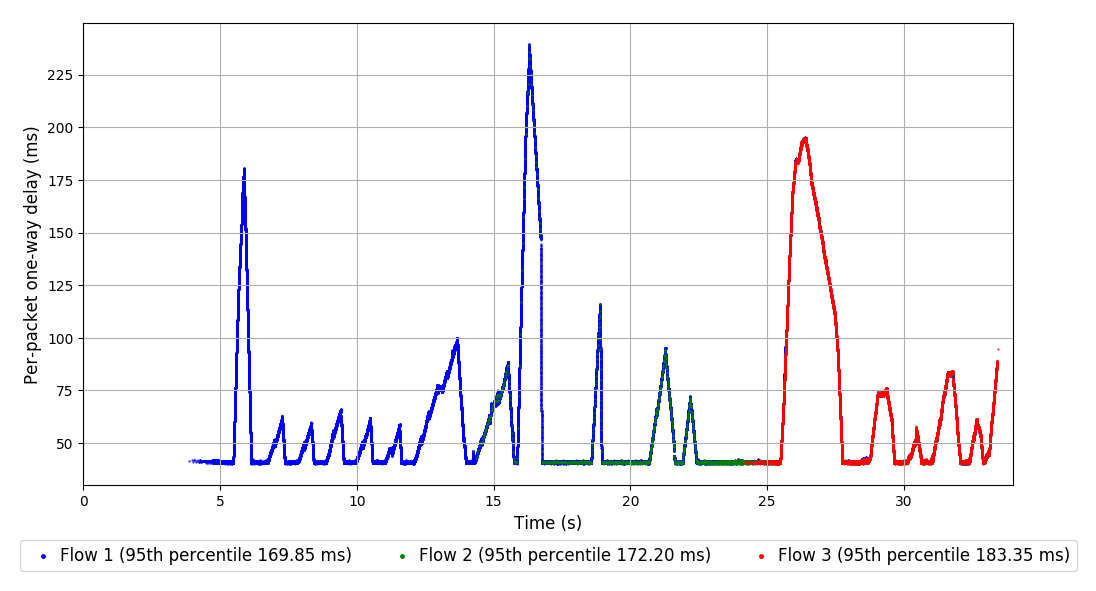 Per-packet one-way delay (ms)
225
200
175
150
125
100
75
50
0 5 10 15 20 25 30
Time (s)
Flow 1 (95th percentile 169.85 ms) Flow 2 (95th percentile 172.20 ms) Flow 3 (95th percentile 183.35 ms)